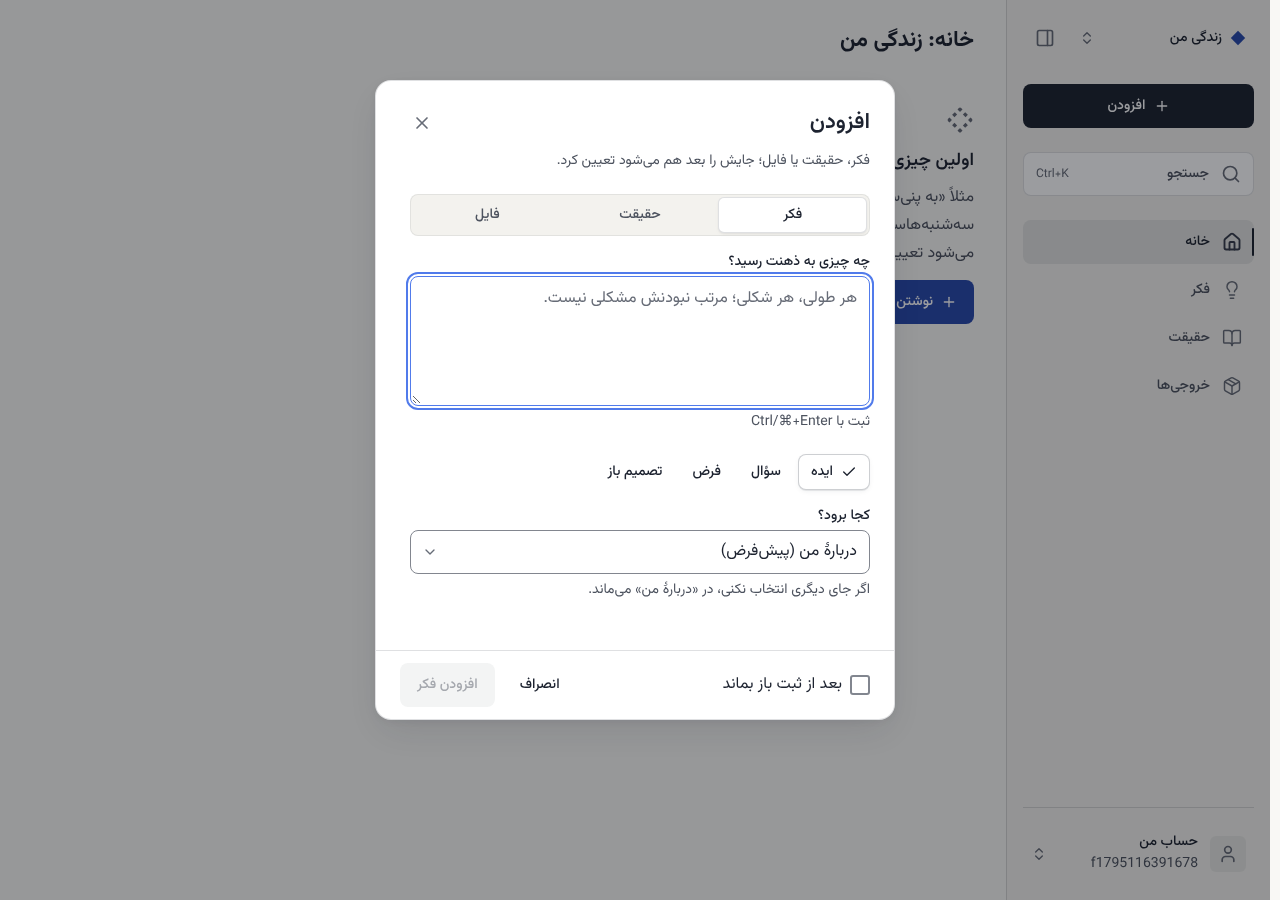 زندگی من
افزودن
جستجو
Ctrl+K
خانه
فکر
حقیقت
خروجی‌ها
حساب من
f1795116391678
خانه: زندگی من
اولین چیزی
مثلاً «به
سه‌شنبه‌ها
می‌شود
نوشتن
افزودن
فکر، حقیقت یا فایل؛ جایش را بعد هم می‌شود تعیین کرد.
فکر
حقیقت
فایل
چه چیزی به ذهنت رسید؟
هر طولی، هر شکلی؛ مرتب نبودنش مشکلی نیست.
ثبت با Ctrl/⌘+Enter
ایده
سؤال
فرض
تصمیم باز
کجا برود؟
دربارهٔ من (پیش‌فرض)
اگر جای دیگری انتخاب نکنی، در «دربارهٔ من» می‌ماند.
بعد از ثبت باز بماند
انصراف
افزودن فکر